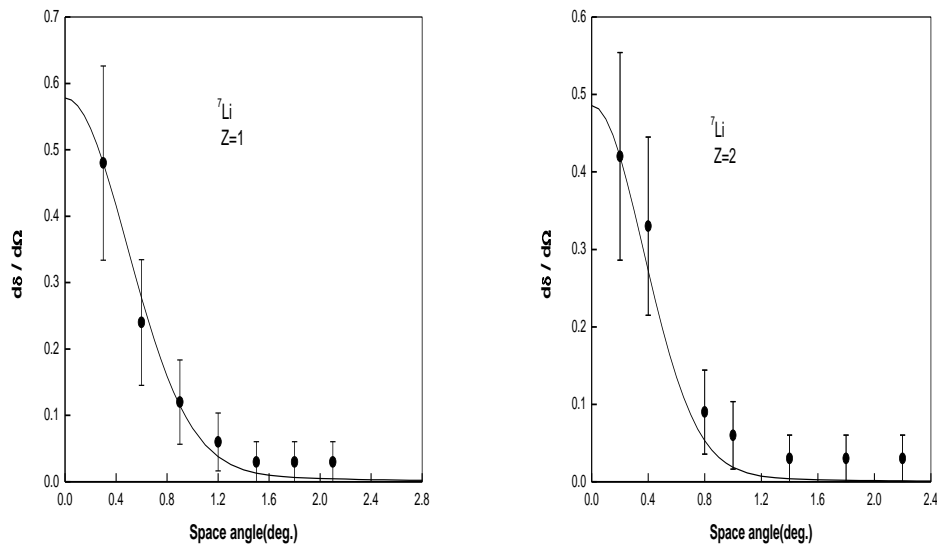 0.7
0.6
0.5
0.4
0.3
0.2
0.1
0.0
dδ / dΩ
⁷Li
Z=1
0.0 0.4 0.8 1.2 1.6 2.0 2.4 2.8
Space angle(deg.)
0.6
0.5
0.4
0.3
0.2
0.1
0.0
dδ / dΩ
⁷Li
Z=2
0.0 0.4 0.8 1.2 1.6 2.0 2.4
Space angle(deg.)